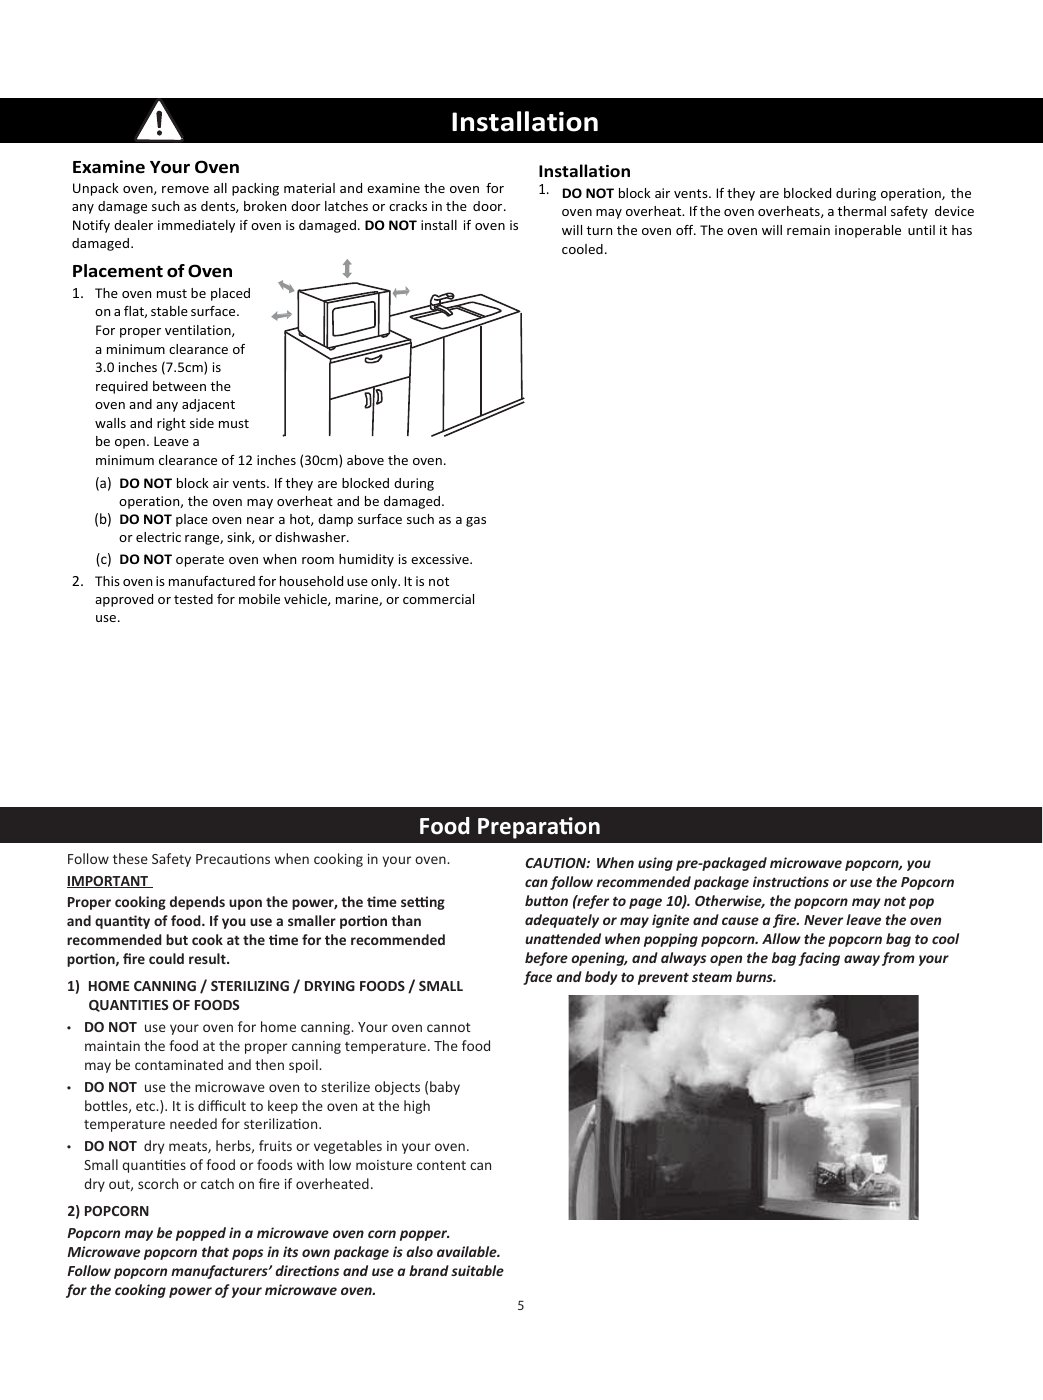 Installation
Examine Your Oven
Unpack oven, remove all packing material and examine the oven for
any damage such as dents, broken door latches or cracks in the door.
Notify dealer immediately if oven is damaged. DO NOT install if oven is
damaged.
Placement of Oven
1. The oven must be placed
on a flat, stable surface.
For proper ventilation,
a minimum clearance of
3.0 inches (7.5cm) is
required between the
oven and any adjacent
walls and right side must
be open. Leave a
minimum clearance of 12 inches (30cm) above the oven.
(a) DO NOT block air vents. If they are blocked during
operation, the oven may overheat and be damaged.
(b) DO NOT place oven near a hot, damp surface such as a gas
or electric range, sink, or dishwasher.
(c) DO NOT operate oven when room humidity is excessive.
2. This oven is manufactured for household use only. It is not
approved or tested for mobile vehicle, marine, or commercial
use.
Installation
1. DO NOT block air vents. If they are blocked during operation, the
oven may overheat. If the oven overheats, a thermal safety device
will turn the oven off. The oven will remain inoperable until it has
cooled.
Food Preparation
Follow these Safety Precautions when cooking in your oven.
IMPORTANT
Proper cooking depends upon the power, the time setting
and quantity of food. If you use a smaller portion than
recommended but cook at the time for the recommended
portion, fire could result.
1) HOME CANNING / STERILIZING / DRYING FOODS / SMALL
QUANTITIES OF FOODS
• DO NOT use your oven for home canning. Your oven cannot
maintain the food at the proper canning temperature. The food
may be contaminated and then spoil.
• DO NOT use the microwave oven to sterilize objects (baby
bottles, etc.). It is difficult to keep the oven at the high
temperature needed for sterilization.
• DO NOT dry meats, herbs, fruits or vegetables in your oven.
Small quantities of food or foods with low moisture content can
dry out, scorch or catch on fire if overheated.
2) POPCORN
Popcorn may be popped in a microwave oven corn popper.
Microwave popcorn that pops in its own package is also available.
Follow popcorn manufacturers’ directions and use a brand suitable
for the cooking power of your microwave oven.
CAUTION: When using pre-packaged microwave popcorn, you
can follow recommended package instructions or use the Popcorn
button (refer to page 10). Otherwise, the popcorn may not pop
adequately or may ignite and cause a fire. Never leave the oven
unattended when popping popcorn. Allow the popcorn bag to cool
before opening, and always open the bag facing away from your
face and body to prevent steam burns.
5